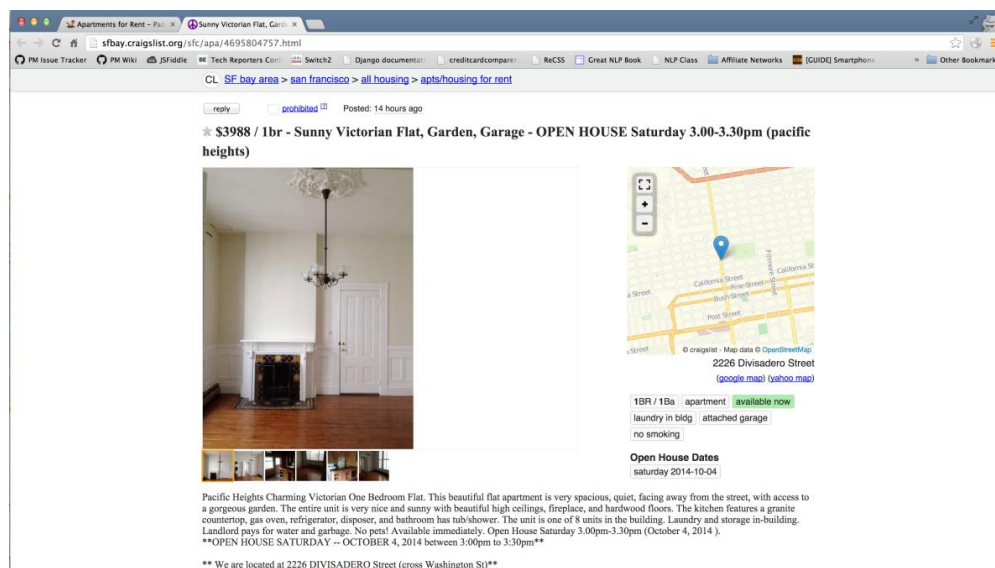 Apartments for Rent - Pad
Sunny Victorian Flat, Gard
sfbay.craigslist.org/sfc/apa/4695804757.html
PM Issue Tracker PM Wiki JSFiddle Tech Reporters Switch2 Django documentati creditcardcompare ReCSS Great NLP Book NLP Class Affiliate Networks [GUIDE] Smartphone » Other Bookmark
CL SF bay area > san francisco > all housing > apts/housing for rent
reply prohibited [?] Posted: 14 hours ago
$3988 / 1br - Sunny Victorian Flat, Garden, Garage - OPEN HOUSE Saturday 3.00-3.30pm (pacific
heights)
+
−
California Street
California St
Fillmore Street
Pine Street
Bush Street
a Street
Post Street
Street
© craigslist - Map data © OpenStreetMap
2226 Divisadero Street
(google map) (yahoo map)
1BR / 1Ba apartment available now
laundry in bldg attached garage
no smoking
Open House Dates
saturday 2014-10-04
Pacific Heights Charming Victorian One Bedroom Flat. This beautiful flat apartment is very spacious, quiet, facing away from the street, with access to
a gorgeous garden. The entire unit is very nice and sunny with beautiful high ceilings, fireplace, and hardwood floors. The kitchen features a granite
countertop, gas oven, refrigerator, disposer, and bathroom has tub/shower. The unit is one of 8 units in the building. Laundry and storage in-building.
Landlord pays for water and garbage. No pets! Available immediately. Open House Saturday 3.00pm-3.30pm (October 4, 2014 ).
**OPEN HOUSE SATURDAY -- OCTOBER 4, 2014 between 3:00pm to 3:30pm**
** We are located at 2226 DIVISADERO Street (cross Washington St)**